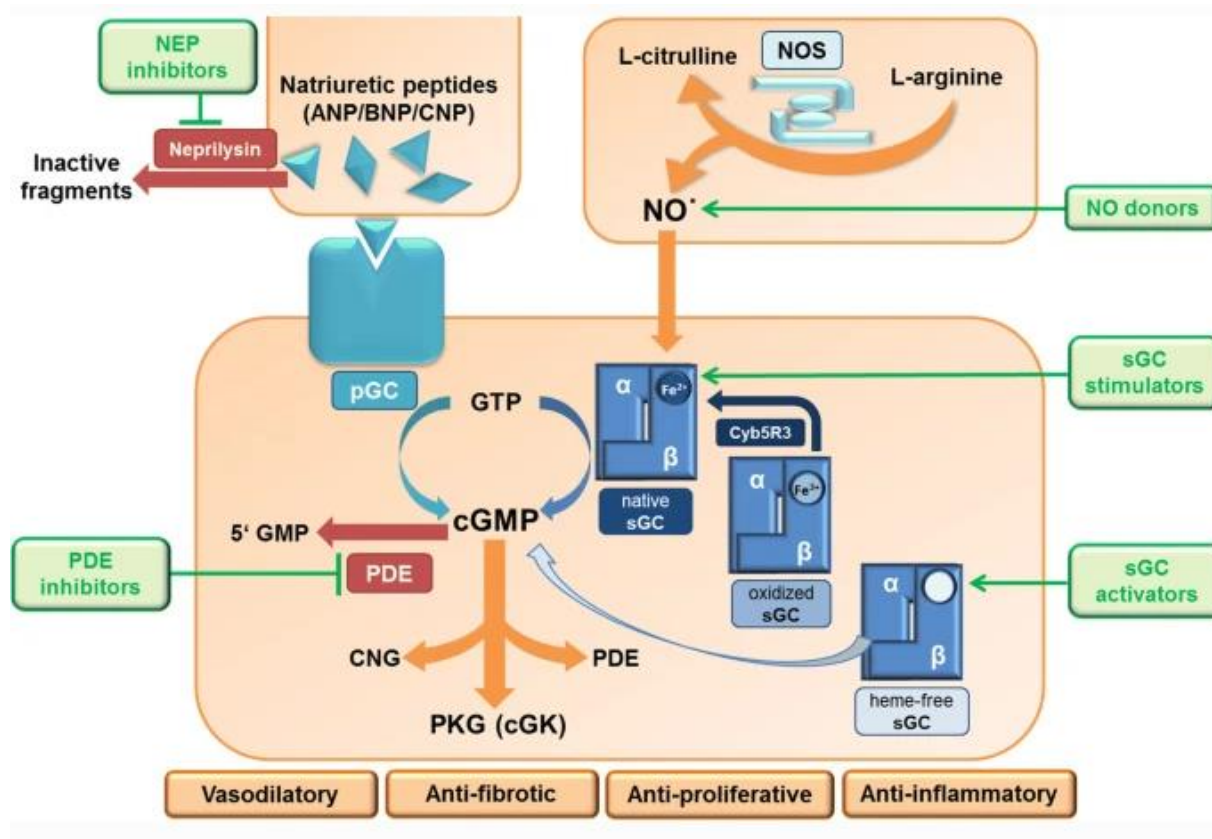 NEP
inhibitors
Natriuretic peptides
(ANP/BNP/CNP)
Neprilysin
Inactive
fragments
L-citrulline
NOS
L-arginine
NO˙
NO donors
pGC
GTP
α
Fe²⁺
β
native
sGC
sGC
stimulators
Cyb5R3
α
Fe³⁺
β
oxidized
sGC
cGMP
5‘ GMP
PDE
PDE
inhibitors
sGC
activators
α
β
heme-free
sGC
CNG
PDE
PKG (cGK)
Vasodilatory
Anti-fibrotic
Anti-proliferative
Anti-inflammatory